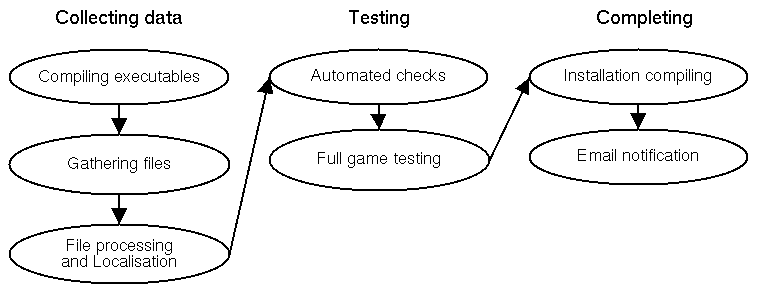 Collecting data
Compiling executables
Gathering files
File processing
and Localisation
Testing
Automated checks
Full game testing
Completing
Installation compiling
Email notification